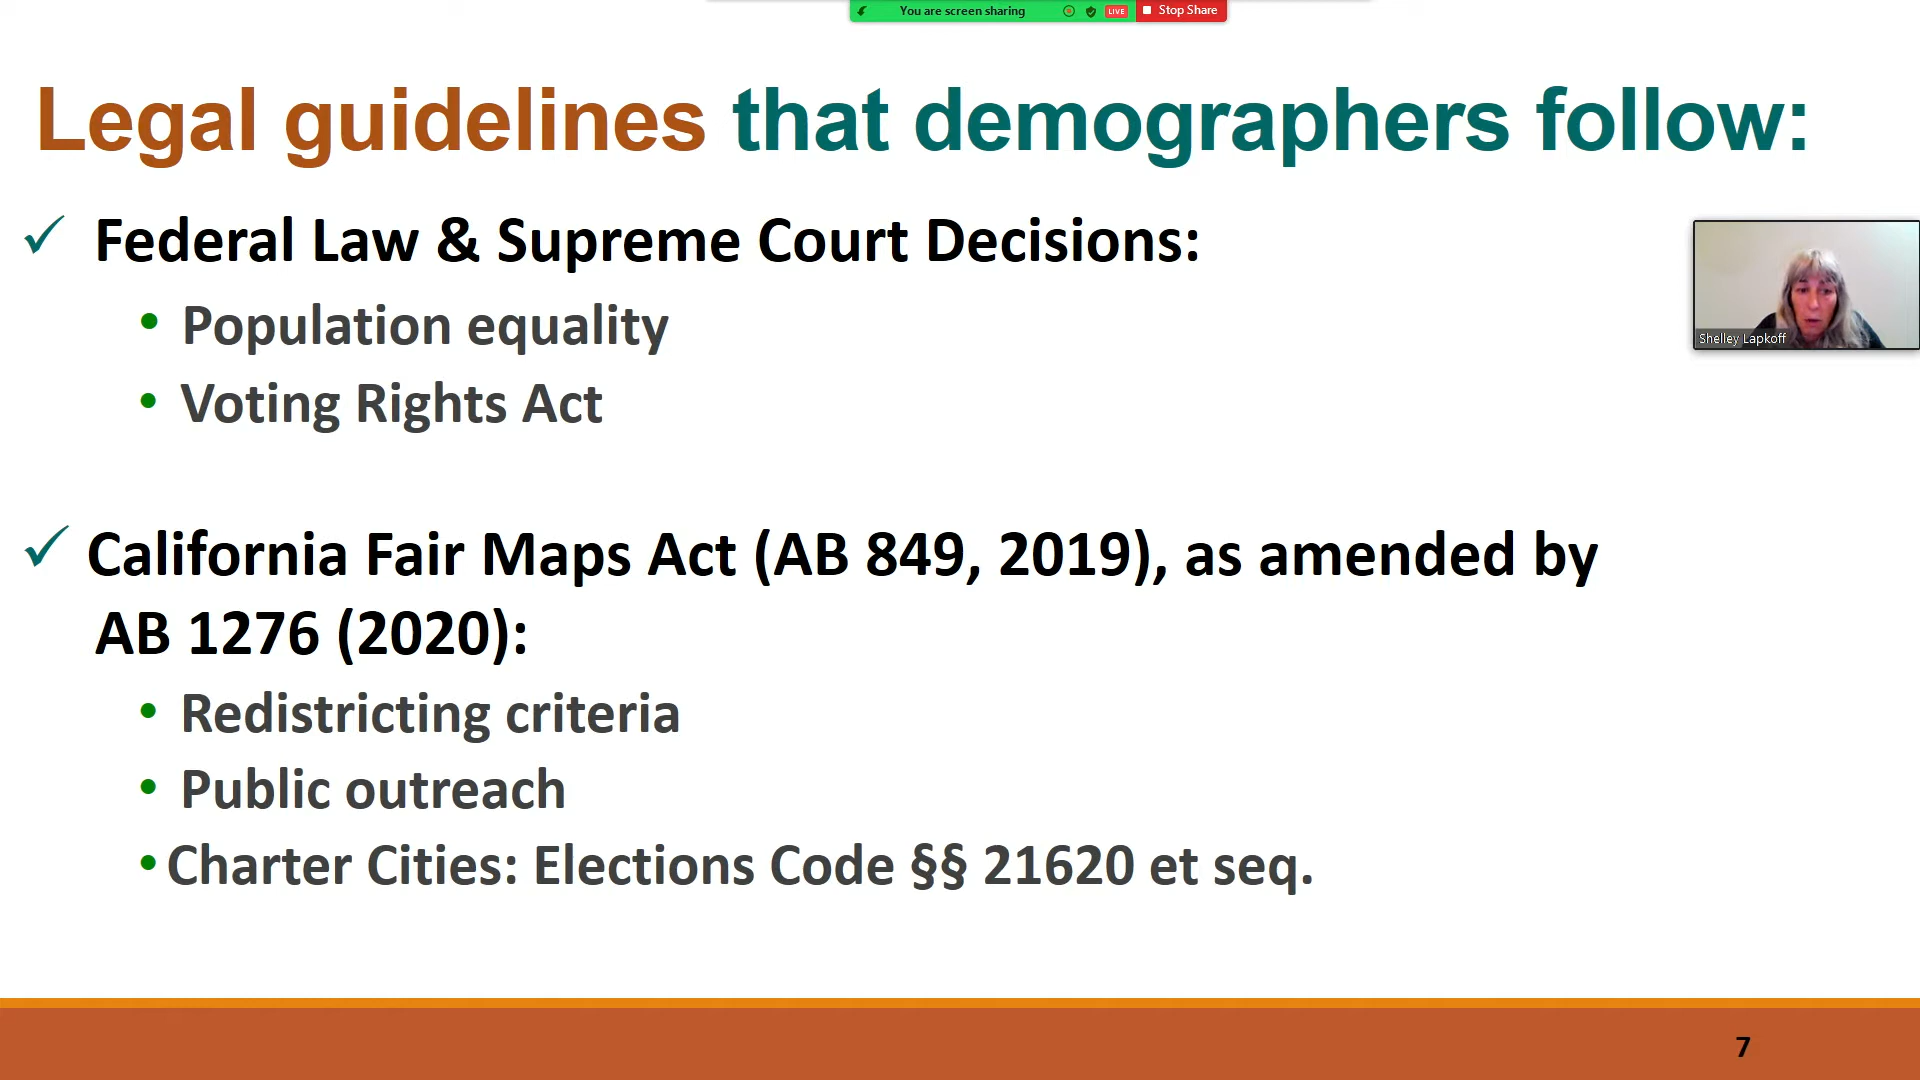 You are screen sharing LIVE Stop Share
Legal guidelines that demographers follow:
✓ Federal Law & Supreme Court Decisions:
• Population equality
• Voting Rights Act
Shelley Lapkoff
✓ California Fair Maps Act (AB 849, 2019), as amended by
AB 1276 (2020):
• Redistricting criteria
• Public outreach
• Charter Cities: Elections Code §§ 21620 et seq.
7